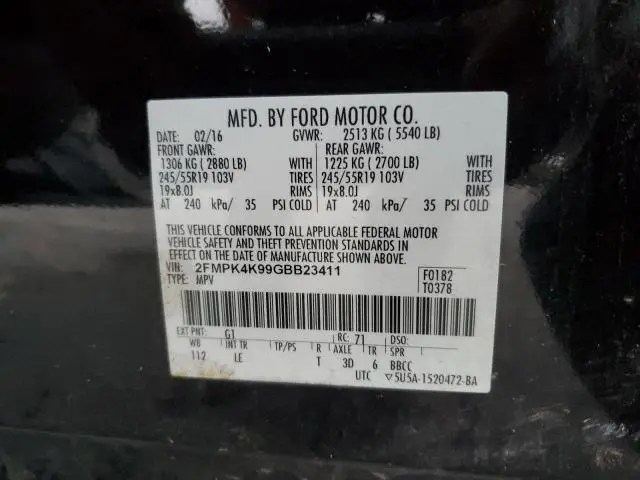 MFD. BY FORD MOTOR CO.
DATE: 02/16 GVWR: 2513 KG ( 5540 LB)
FRONT GAWR: REAR GAWR:
1306 KG ( 2880 LB) WITH 1225 KG ( 2700 LB) WITH
245/55R19 103V TIRES 245/55R19 103V TIRES
19x8.0J RIMS 19x8.0J RIMS
AT 240 kPa/ 35 PSI COLD AT 240 kPa/ 35 PSI COLD
THIS VEHICLE CONFORMS TO ALL APPLICABLE FEDERAL MOTOR
VEHICLE SAFETY AND THEFT PREVENTION STANDARDS IN
EFFECT ON THE DATE OF MANUFACTURE SHOWN ABOVE.
VIN: 2FMPK4K99GBB23411 F0182
TYPE: MPV T0378
EXT PNT: G1 RC: 71 DSO:
WB INT TR TP/PS R AXLE TR SPR
112 LE T 3D 6 BBCC
UTC ▽5U5A-1520472-BA